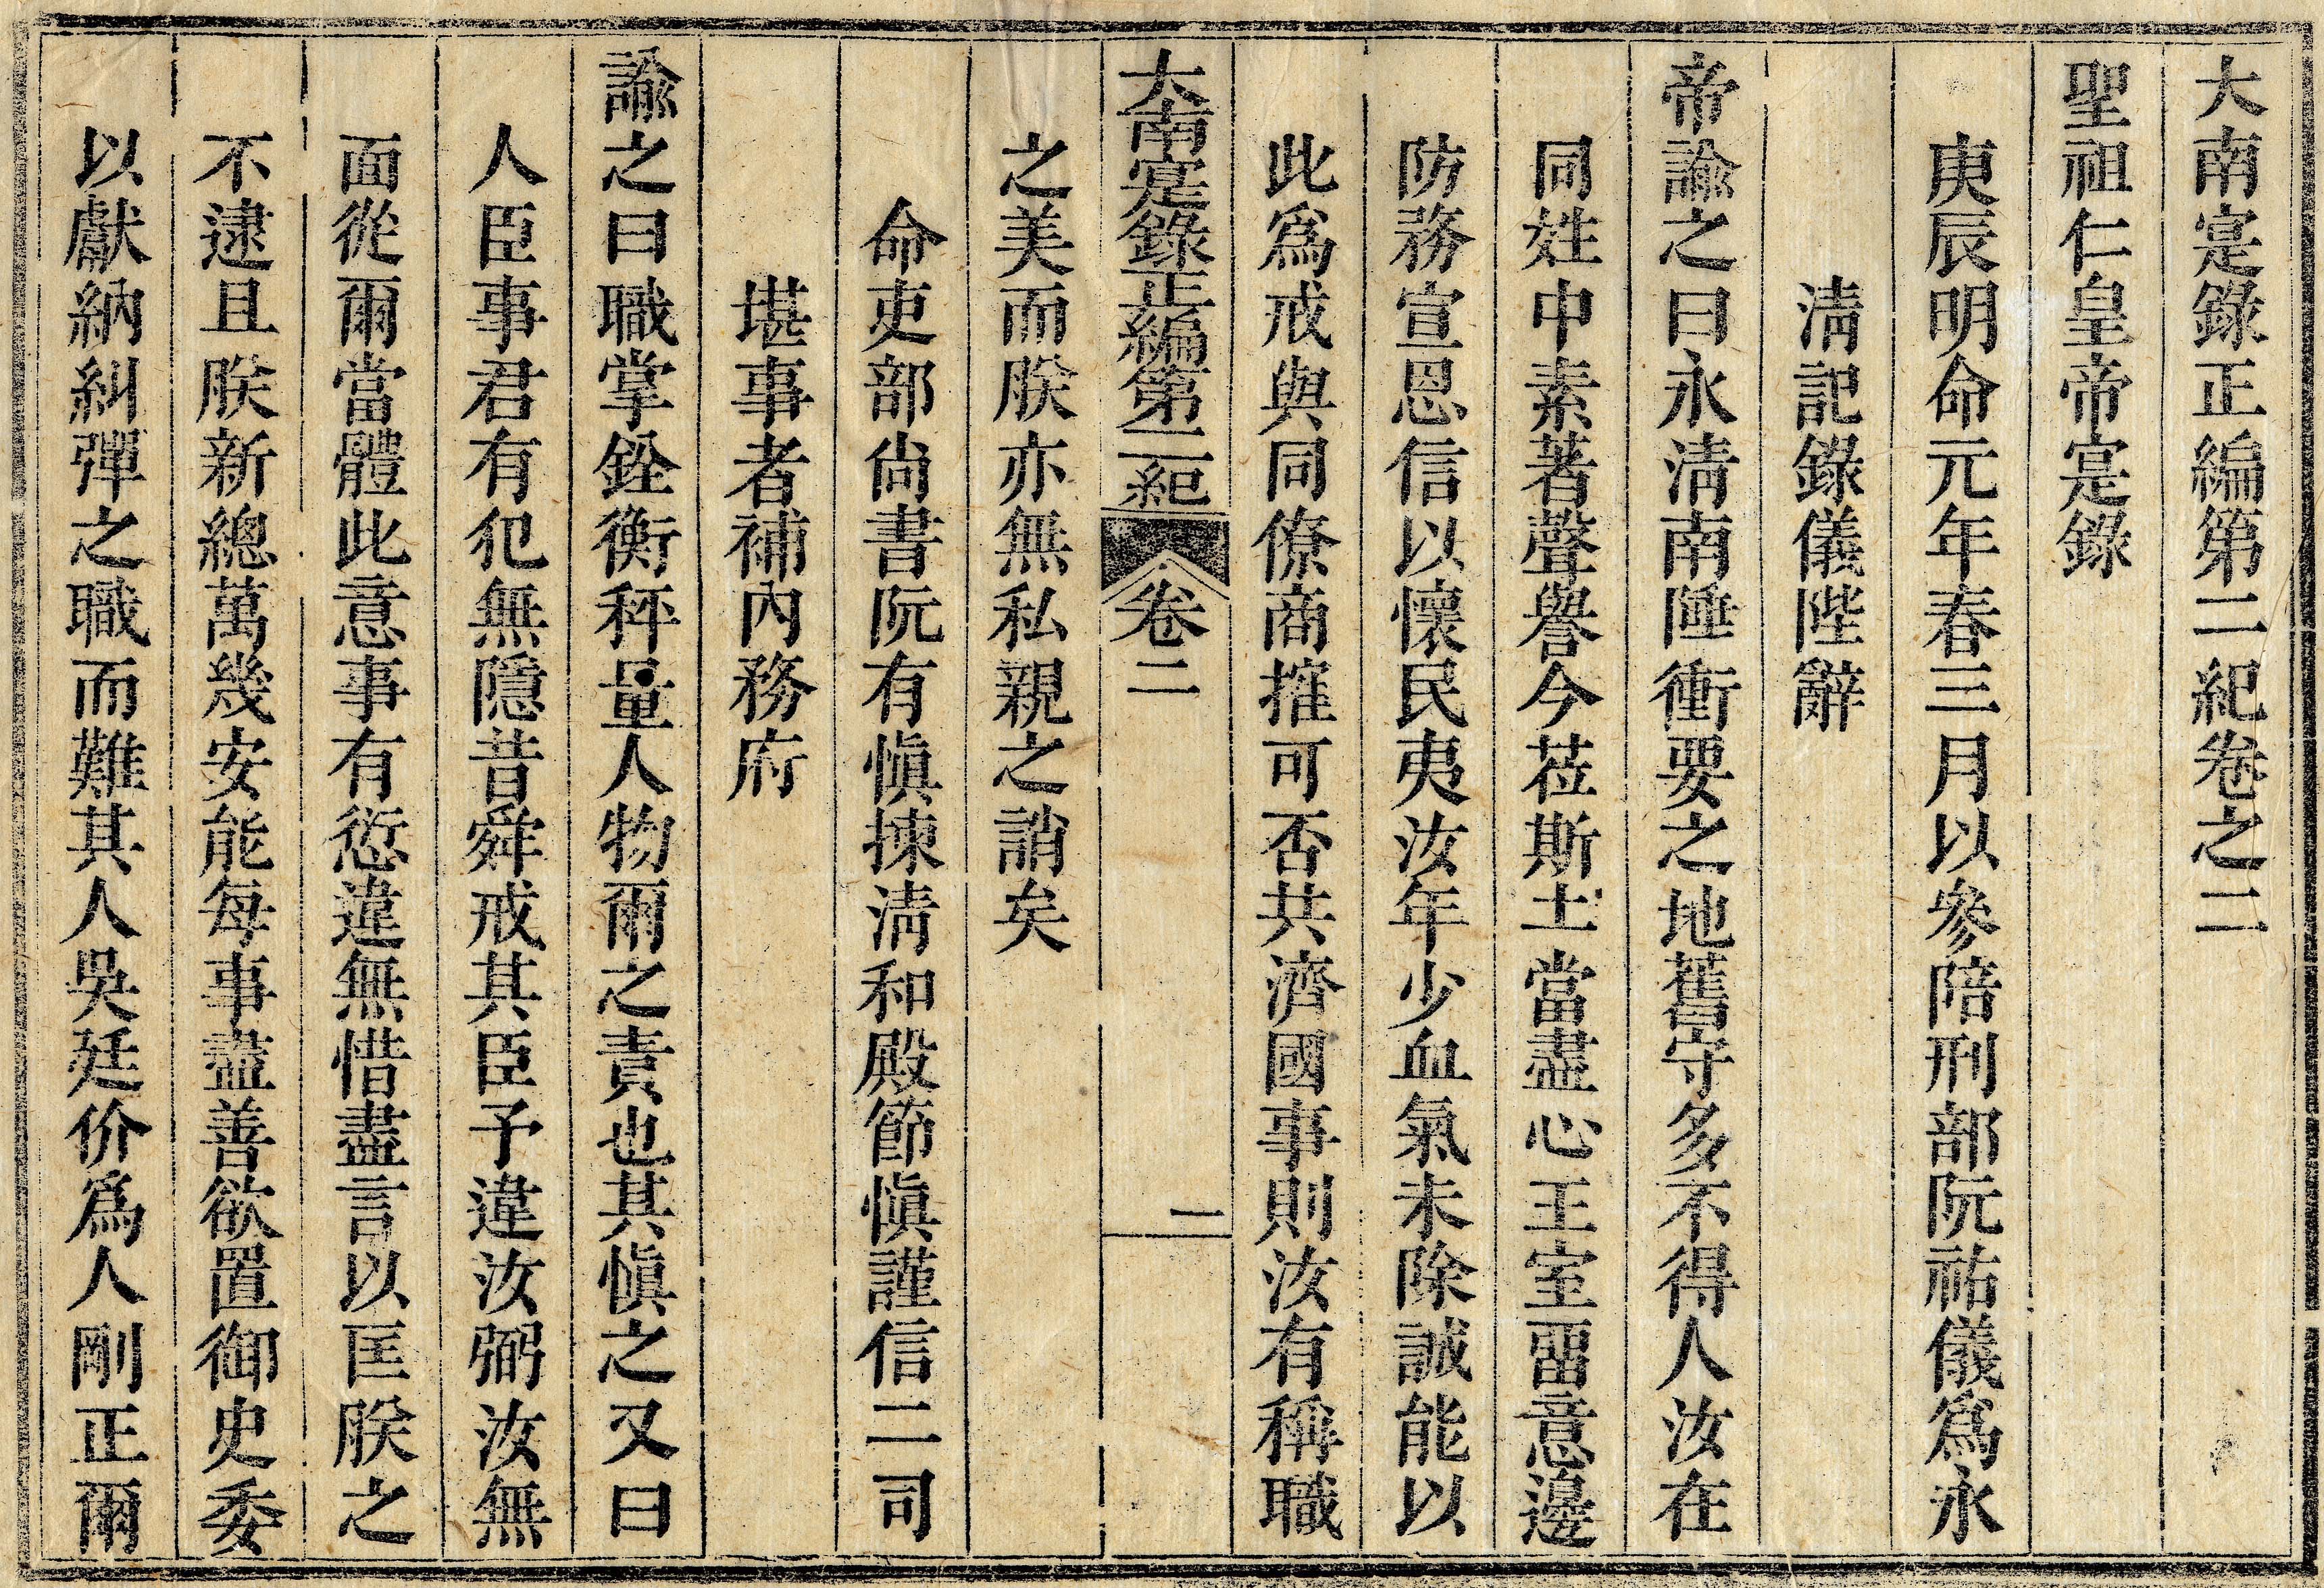 大南寔錄正編第二紀卷之二
聖祖仁皇帝寔錄
庚辰明命元年春三月以參陪刑部阮祐儀爲永
淸記錄儀陛辭
帝諭之曰永淸南陲衝要之地舊守多不得人汝在
同姓中素著聲譽今莅斯土當盡心王室畱意邊
防務宣恩信以懷民夷汝年少血氣未除誠能以
此爲戒與同僚商搉可否共濟國事則汝有稱職
大南寔錄正編第二紀 卷二 一
之美而朕亦無私親之誚矣
命吏部尙書阮有愼揀淸和殿節愼謹信二司
堪事者補內務府
諭之曰職掌銓衡秤量人物爾之責也其愼之又曰
人臣事君有犯無隱昔舜戒其臣予違汝弼汝無
面從爾當體此意事有愆違無惜盡言以匡朕之
不逮且朕新總萬幾安能每事盡善欲置御史委
以獻納糾彈之職而難其人吳廷价爲人剛正爾